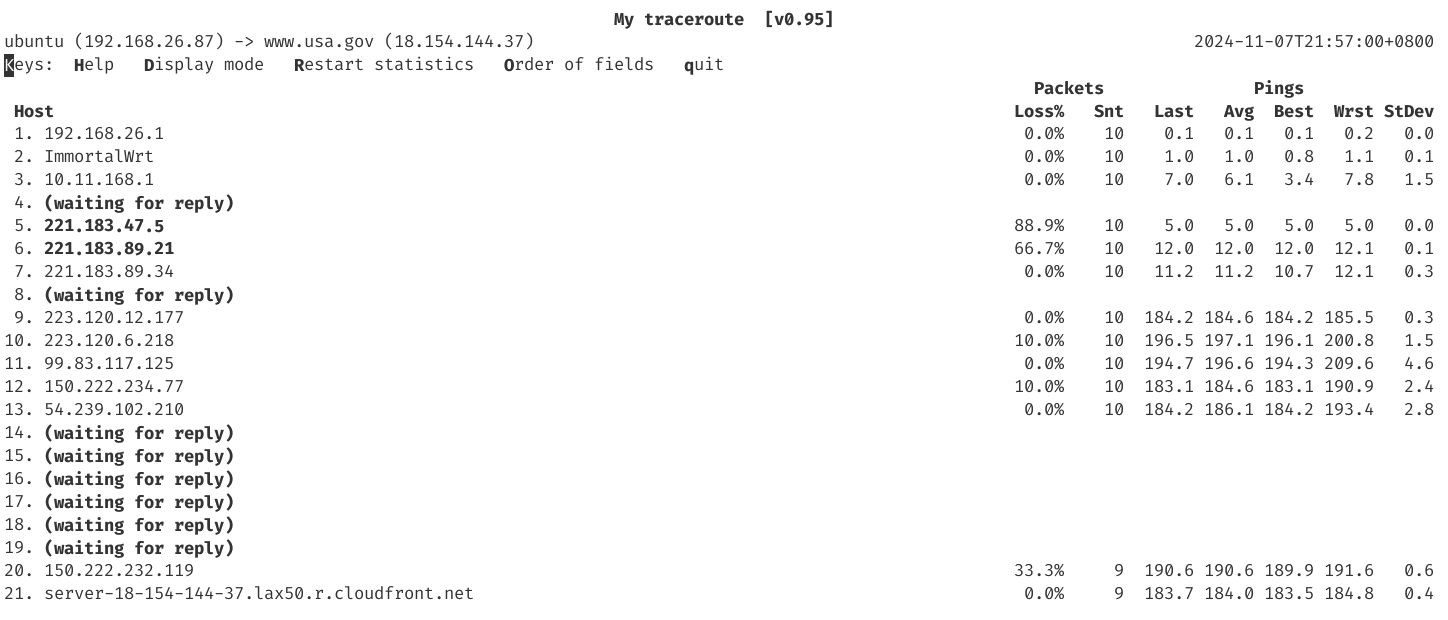 My traceroute [v0.95]
ubuntu (192.168.26.87) -> www.usa.gov (18.154.144.37) 2024-11-07T21:57:00+0800
Keys: Help Display mode Restart statistics Order of fields quit
Packets Pings
Host Loss% Snt Last Avg Best Wrst StDev
1. 192.168.26.1 0.0% 10 0.1 0.1 0.1 0.2 0.0
2. ImmortalWrt 0.0% 10 1.0 1.0 0.8 1.1 0.1
3. 10.11.168.1 0.0% 10 7.0 6.1 3.4 7.8 1.5
4. (waiting for reply)
5. 221.183.47.5 88.9% 10 5.0 5.0 5.0 5.0 0.0
6. 221.183.89.21 66.7% 10 12.0 12.0 12.0 12.1 0.1
7. 221.183.89.34 0.0% 10 11.2 11.2 10.7 12.1 0.3
8. (waiting for reply)
9. 223.120.12.177 0.0% 10 184.2 184.6 184.2 185.5 0.3
10. 223.120.6.218 10.0% 10 196.5 197.1 196.1 200.8 1.5
11. 99.83.117.125 0.0% 10 194.7 196.6 194.3 209.6 4.6
12. 150.222.234.77 10.0% 10 183.1 184.6 183.1 190.9 2.4
13. 54.239.102.210 0.0% 10 184.2 186.1 184.2 193.4 2.8
14. (waiting for reply)
15. (waiting for reply)
16. (waiting for reply)
17. (waiting for reply)
18. (waiting for reply)
19. (waiting for reply)
20. 150.222.232.119 33.3% 9 190.6 190.6 189.9 191.6 0.6
21. server-18-154-144-37.lax50.r.cloudfront.net 0.0% 9 183.7 184.0 183.5 184.8 0.4